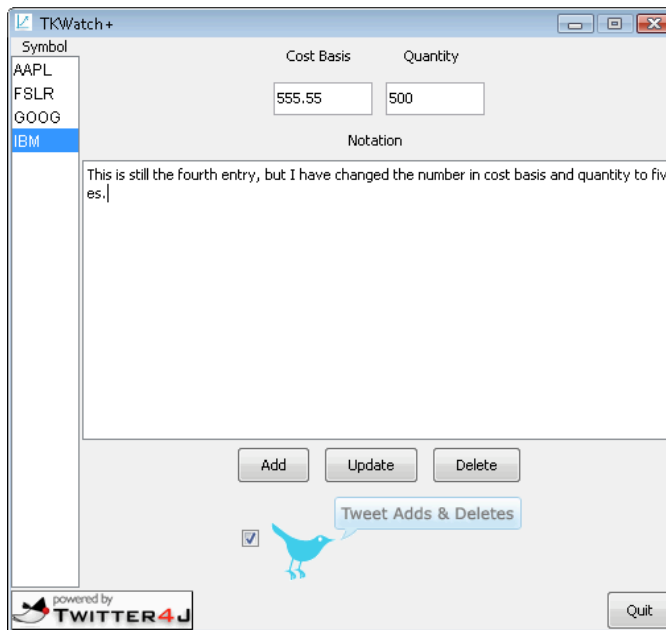 TKWatch+
Symbol
AAPL
FSLR
GOOG
IBM
Cost Basis Quantity
555.55 500
Notation
This is still the fourth entry, but I have changed the number in cost basis and quantity to fiv
es.
Add Update Delete
Tweet Adds & Deletes
powered by
TWITTER4J
Quit